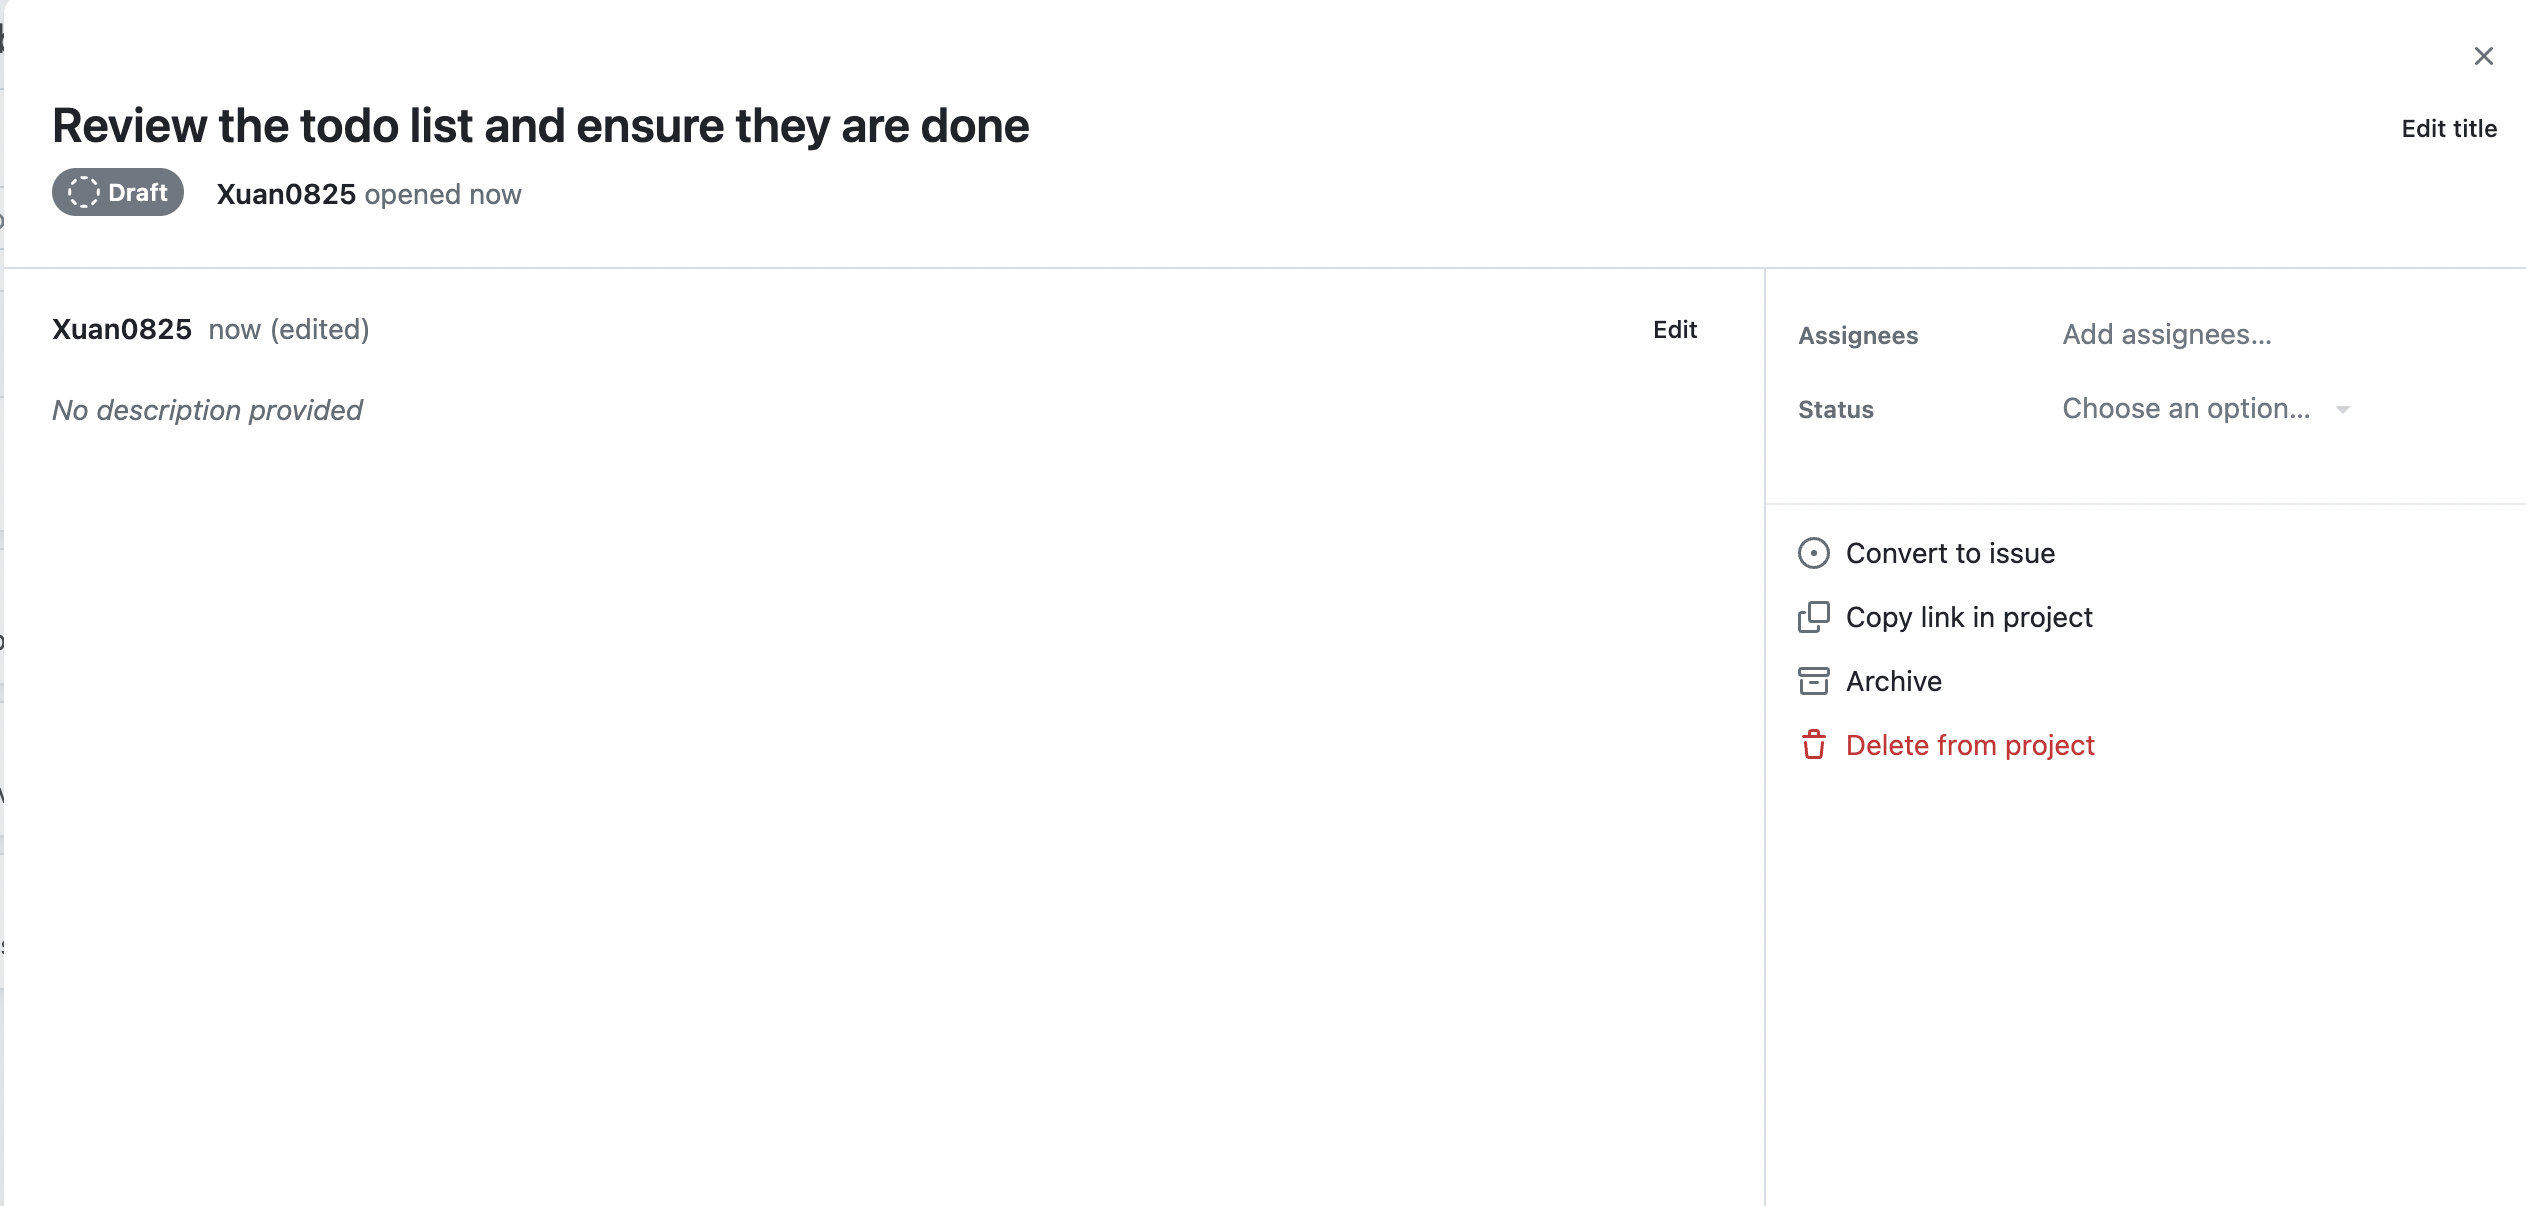 Review the todo list and ensure they are done
Edit title
Draft
Xuan0825 opened now
Xuan0825 now (edited)
Edit
No description provided
Assignees
Add assignees...
Status
Choose an option...
Convert to issue
Copy link in project
Archive
Delete from project